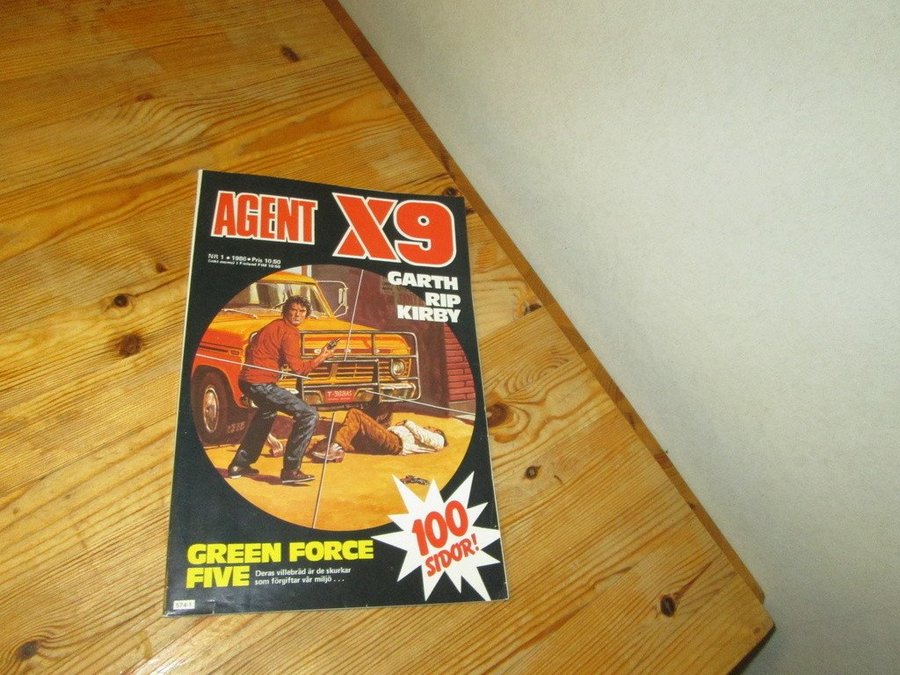 AGENT X9
NR 1 • 1986 • Pris 10:50
GARTH
RIP
KIRBY
100
SIDOR!
GREEN FORCE
FIVE
Deras villebråd är de skurkar
som förgiftar vår miljö . . .